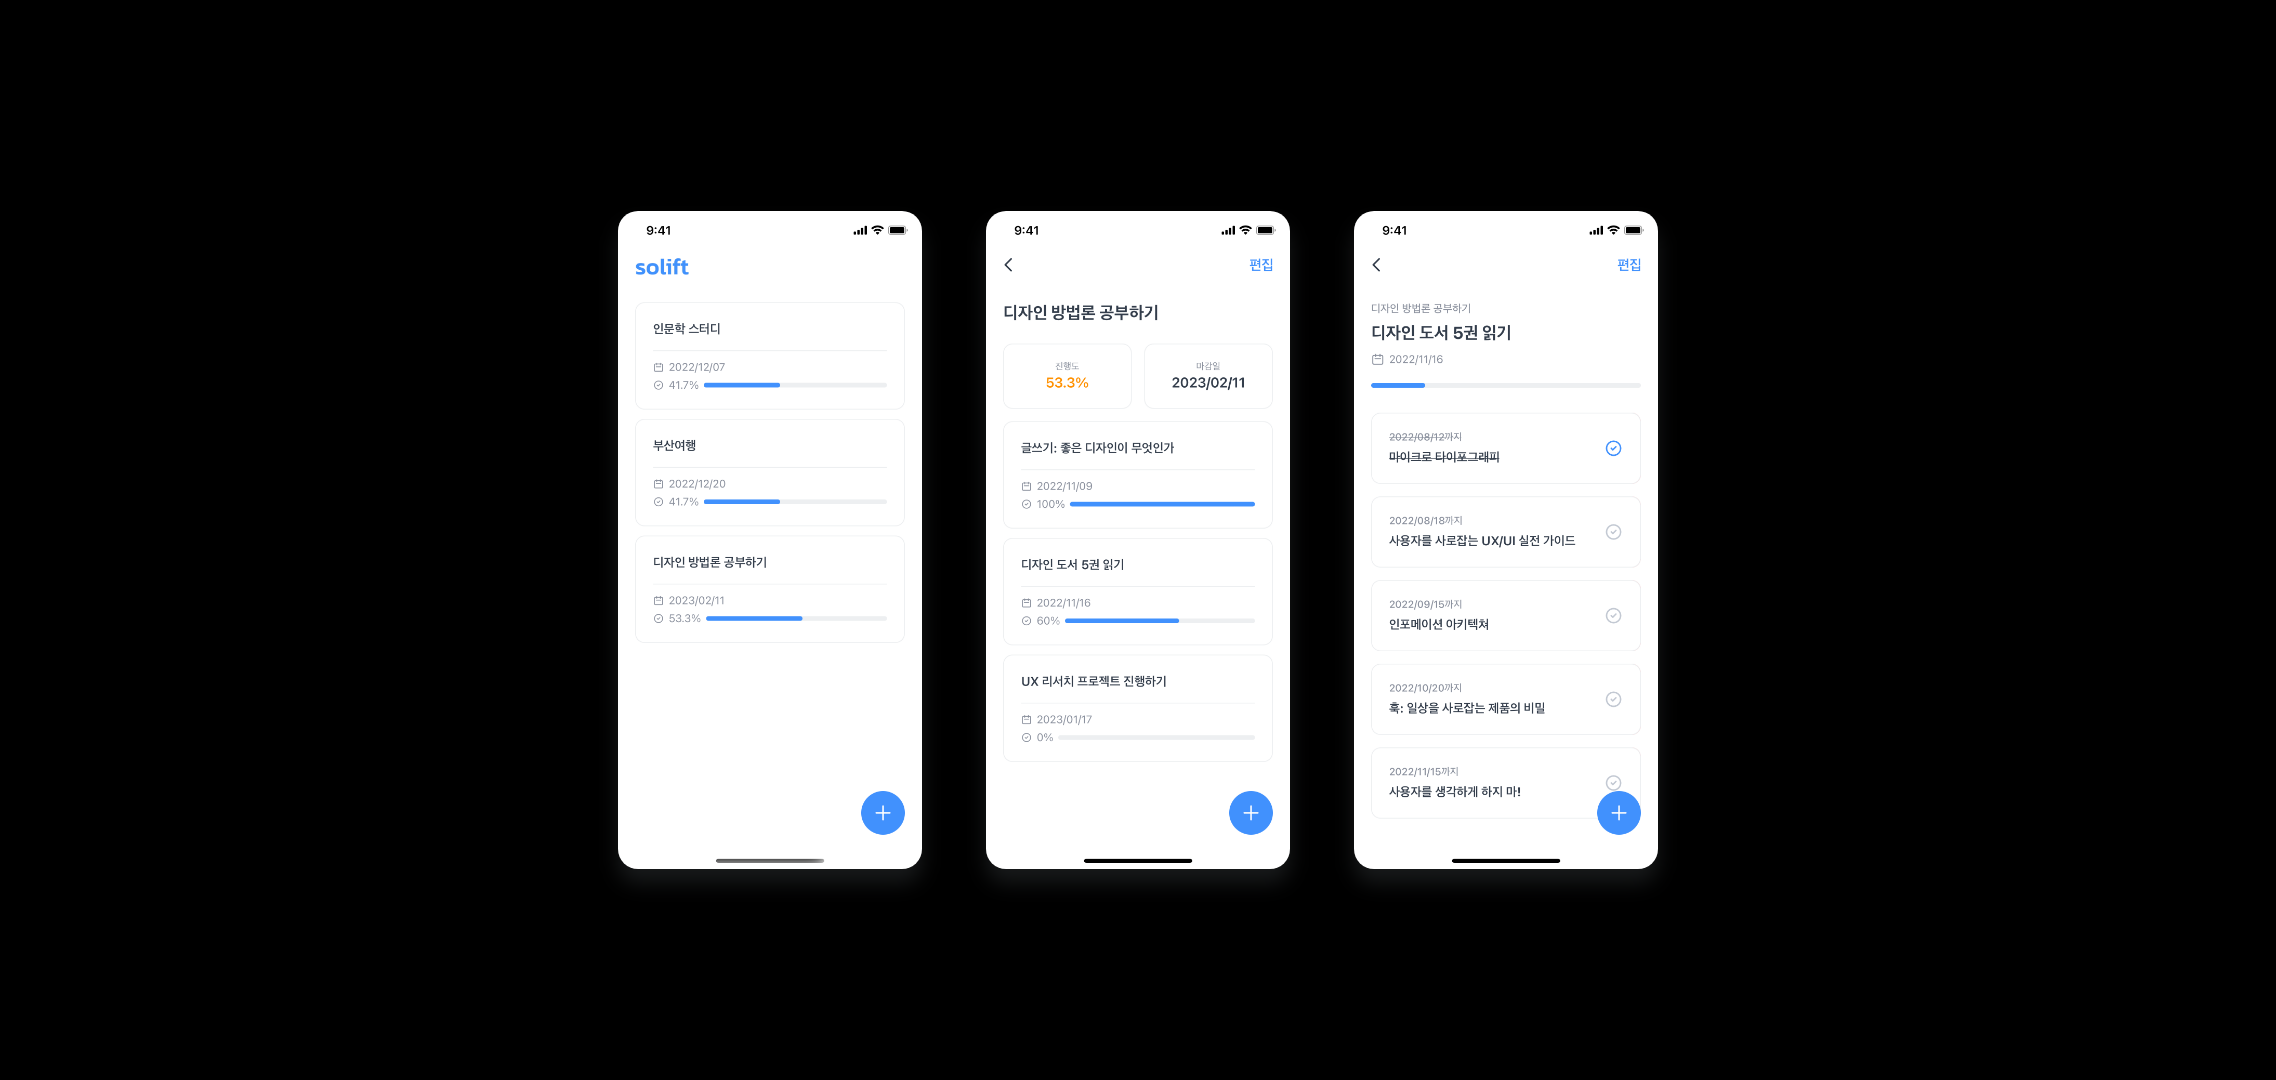 9:41
solift
인문학 스터디
2022/12/07
41.7%
부산여행
2022/12/20
41.7%
디자인 방법론 공부하기
2023/02/11
53.3%
9:41
편집
디자인 방법론 공부하기
진행도
53.3%
마감일
2023/02/11
글쓰기: 좋은 디자인이 무엇인가
2022/11/09
100%
디자인 도서 5권 읽기
2022/11/16
60%
UX 리서치 프로젝트 진행하기
2023/01/17
0%
9:41
편집
디자인 방법론 공부하기
디자인 도서 5권 읽기
2022/11/16
2022/08/12까지
마이크로 타이포그래피
2022/08/18까지
사용자를 사로잡는 UX/UI 실전 가이드
2022/09/15까지
인포메이션 아키텍쳐
2022/10/20까지
훅: 일상을 사로잡는 제품의 비밀
2022/11/15까지
사용자를 생각하게 하지 마!